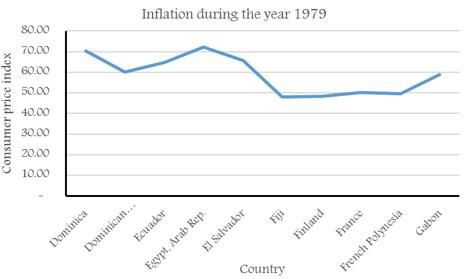 Inflation during the year 1979
Consumer price index
80.00
70.00
60.00
50.00
40.00
30.00
20.00
10.00
-
Dominica
Dominican...
Ecuador
Egypt, Arab Rep.
El Salvador
Fiji
Finland
France
French Polynesia
Gabon
Country